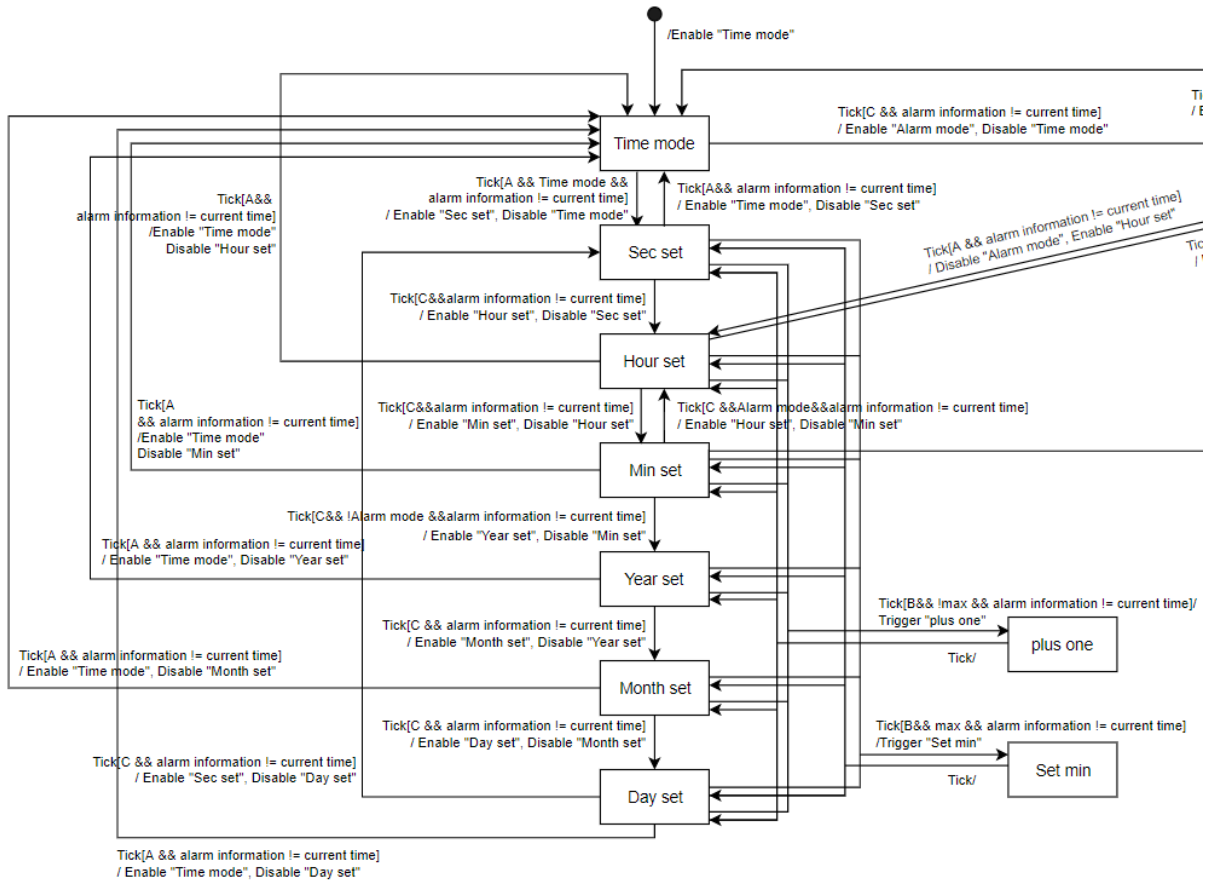 /Enable "Time mode"
Tick[C && alarm information != current time]
/ Enable "Alarm mode", Disable "Time mode"
Time mode
Tick[A && Time mode &&
alarm information != current time]
/ Enable "Sec set", Disable "Time mode"
Tick[A&& alarm information != current time]
/ Enable "Time mode", Disable "Sec set"
Tick[A&&
alarm information != current time]
/Enable "Time mode"
Disable "Hour set"
Tick[A && alarm information != current time]
/ Disable "Alarm mode", Enable "Hour set"
Sec set
Tick[C&&alarm information != current time]
/ Enable "Hour set", Disable "Sec set"
Hour set
Tick[A
&& alarm information != current time]
/Enable "Time mode"
Disable "Min set"
Tick[C&&alarm information != current time]
/ Enable "Min set", Disable "Hour set"
Tick[C &&Alarm mode&&alarm information != current time]
/ Enable "Hour set", Disable "Min set"
Min set
Tick[C&& !Alarm mode &&alarm information != current time]
/ Enable "Year set", Disable "Min set"
Tick[A && alarm information != current time]
/ Enable "Time mode", Disable "Year set"
Year set
Tick[B&& !max && alarm information != current time]/
Trigger "plus one"
Tick[C && alarm information != current time]
/ Enable "Month set", Disable "Year set"
plus one
Tick/
Tick[A && alarm information != current time]
/ Enable "Time mode", Disable "Month set"
Month set
Tick[C && alarm information != current time]
/ Enable "Day set", Disable "Month set"
Tick[B&& max && alarm information != current time]
/Trigger "Set min"
Tick[C && alarm information != current time]
/ Enable "Sec set", Disable "Day set"
Set min
Tick/
Day set
Tick[A && alarm information != current time]
/ Enable "Time mode", Disable "Day set"